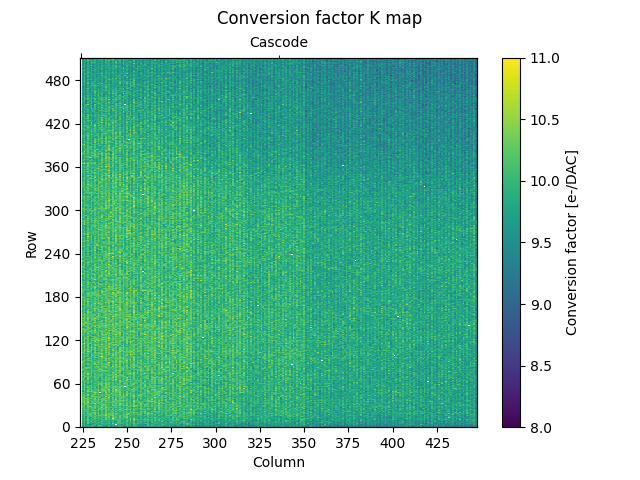 Conversion factor K map
Cascode
480
420
360
300
240
180
120
60
0
Row
225 250 275 300 325 350 375 400 425
Column
11.0
10.5
10.0
9.5
9.0
8.5
8.0
Conversion factor [e-/DAC]